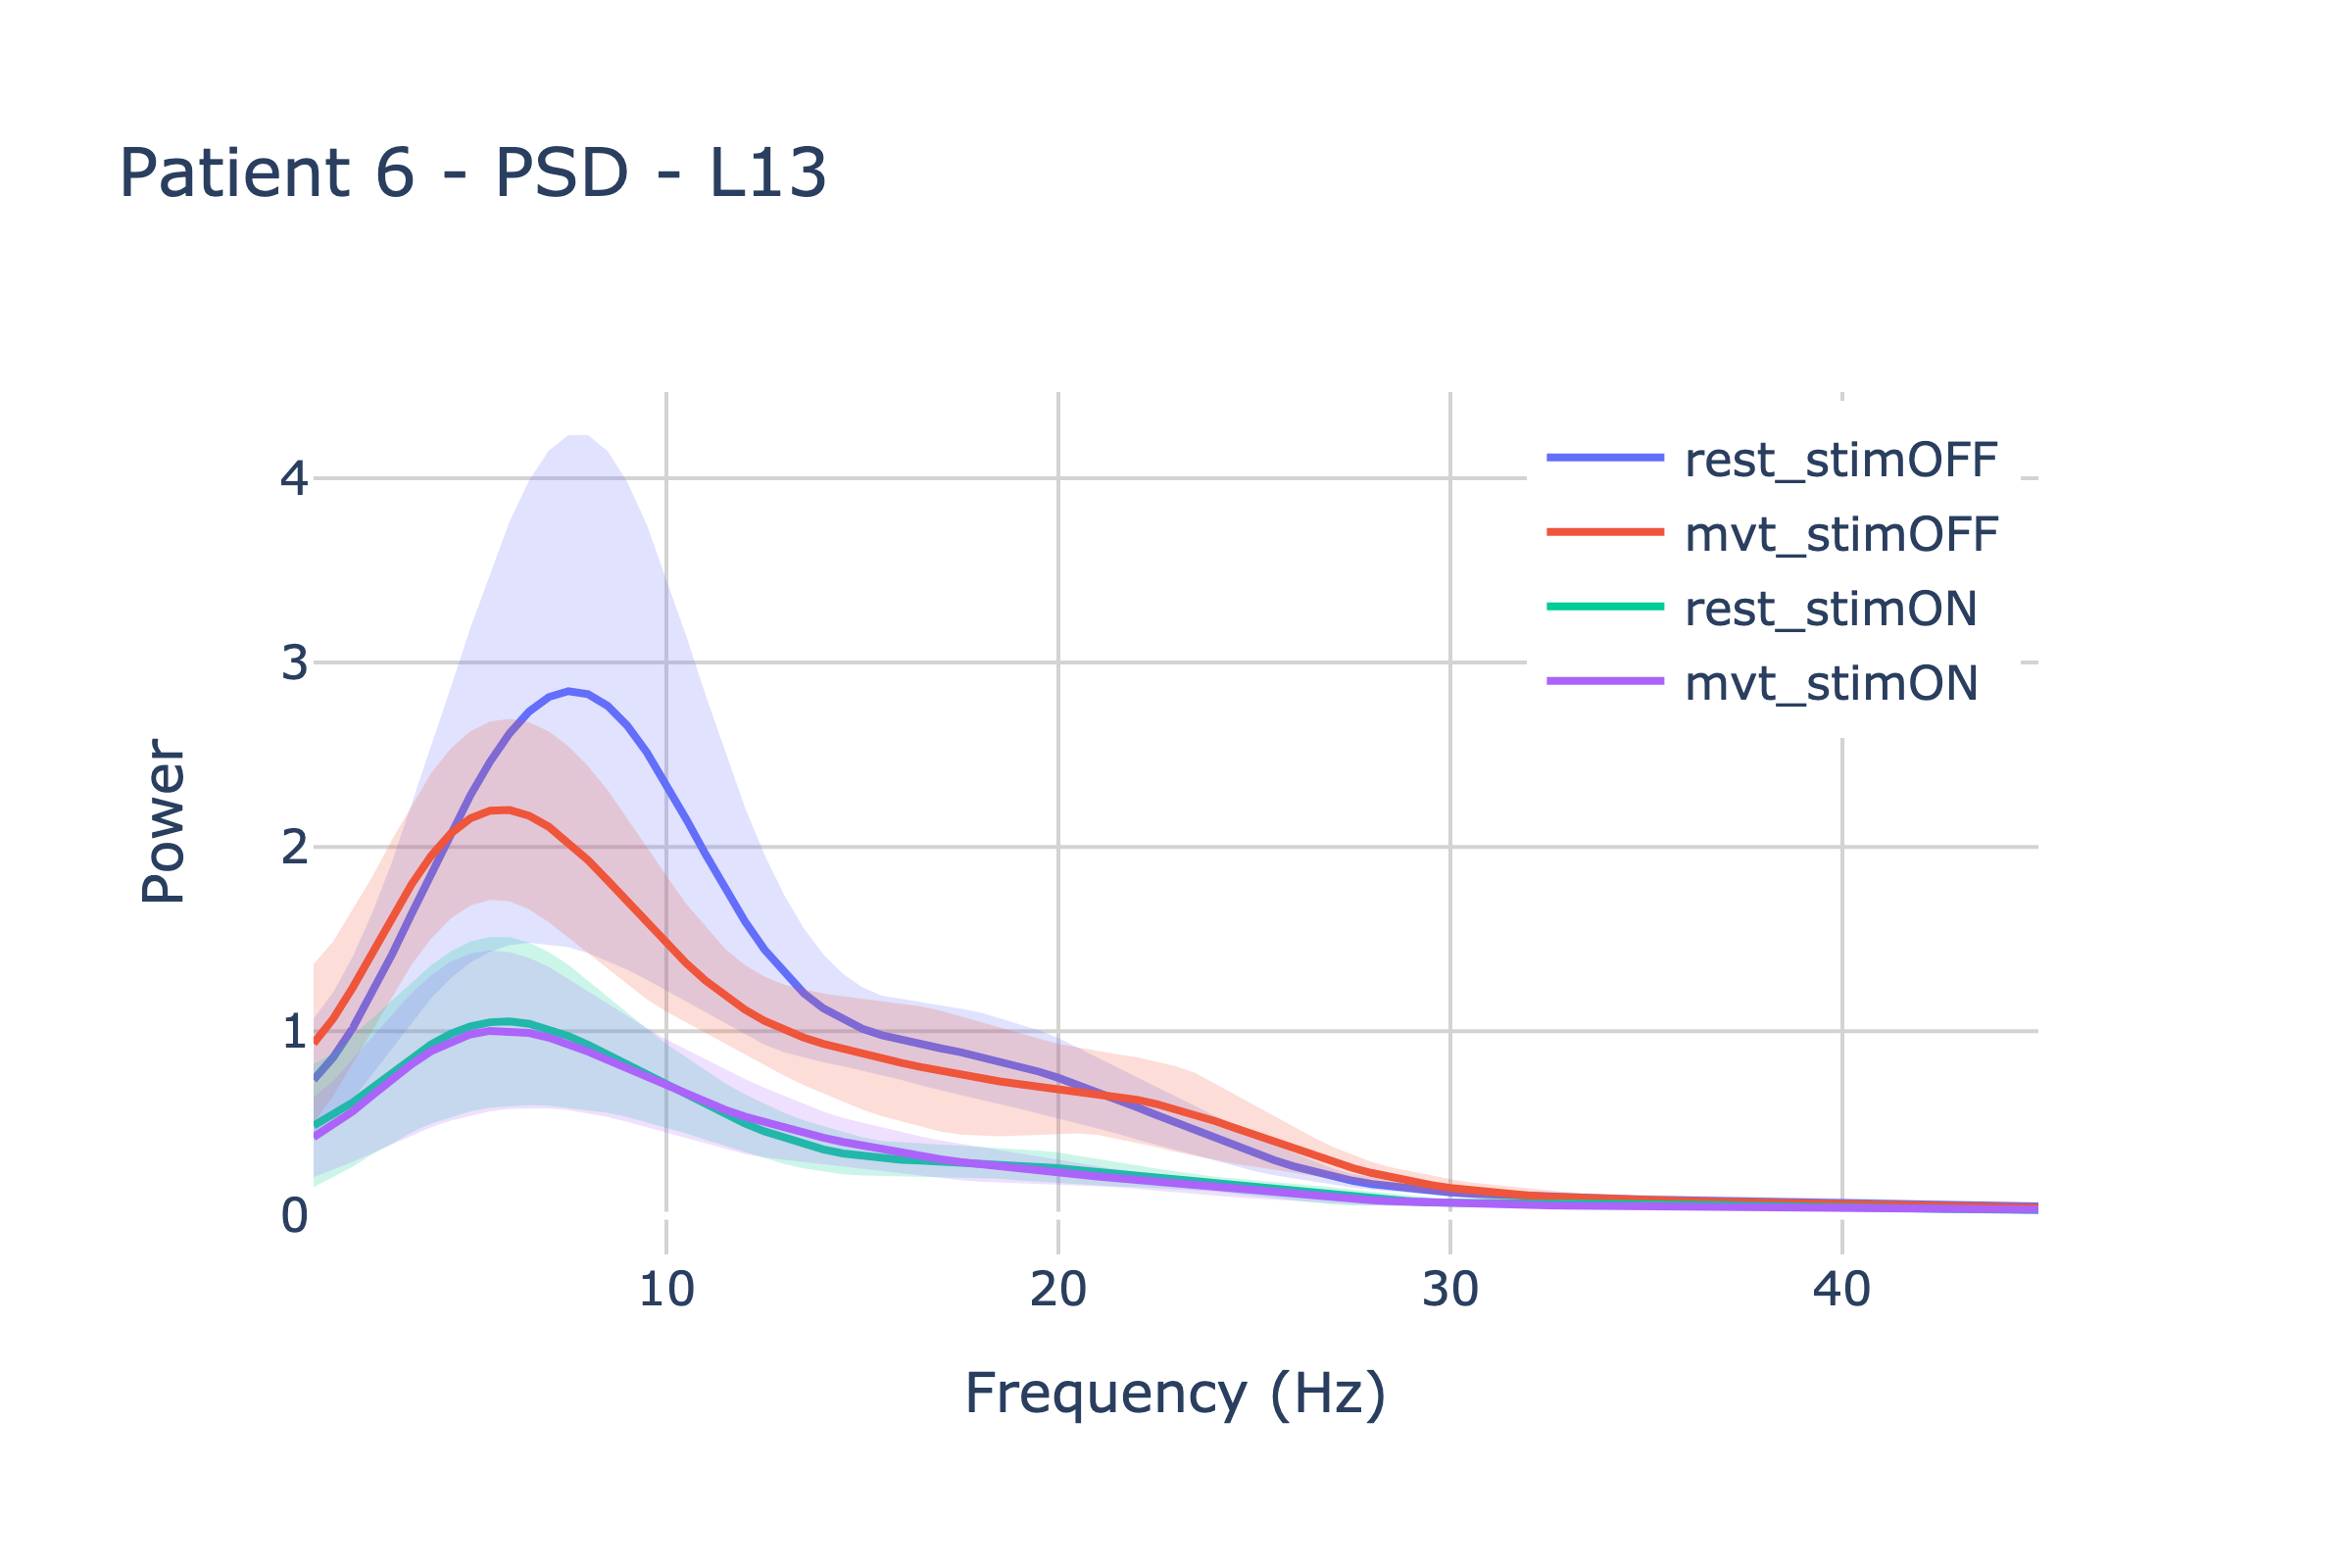 Patient 6 - PSD - L13
rest_stimOFF
mvt_stimOFF
rest_stimON
mvt_stimON
4
3
2
1
0
Power
10 20 30 40
Frequency (Hz)